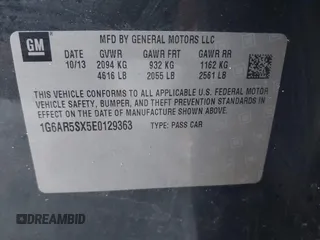 GM
MFD BY GENERAL MOTORS LLC
10/13 GVWR GAWR FRT GAWR RR
2094 KG 932 KG 1162 KG
4616 LB 2055 LB 2561 LB
THIS VEHICLE CONFORMS TO ALL APPLICABLE U.S. FEDERAL MOTOR
VEHICLE SAFETY, BUMPER, AND THEFT PREVENTION STANDARDS
IN EFFECT ON THE DATE OF MANUFACTURE SHOWN ABOVE.
1G6AR5SX5E0129363 TYPE: PASS CAR
DREAMBID